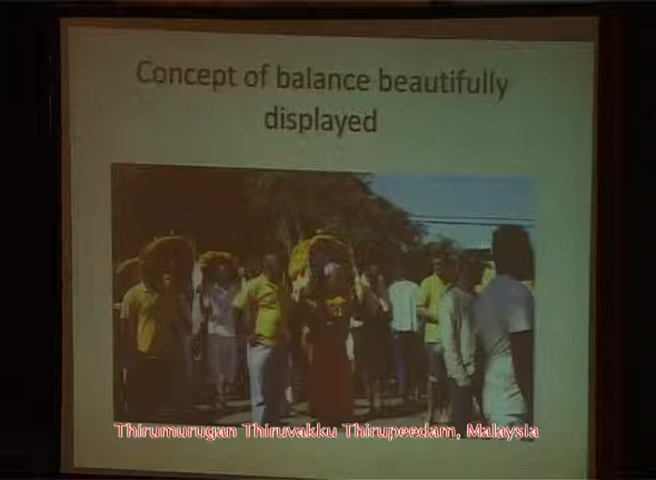 Concept of balance beautifully
displayed
Thirumurugan Thiruvakku Thirupeedam, Malaysia